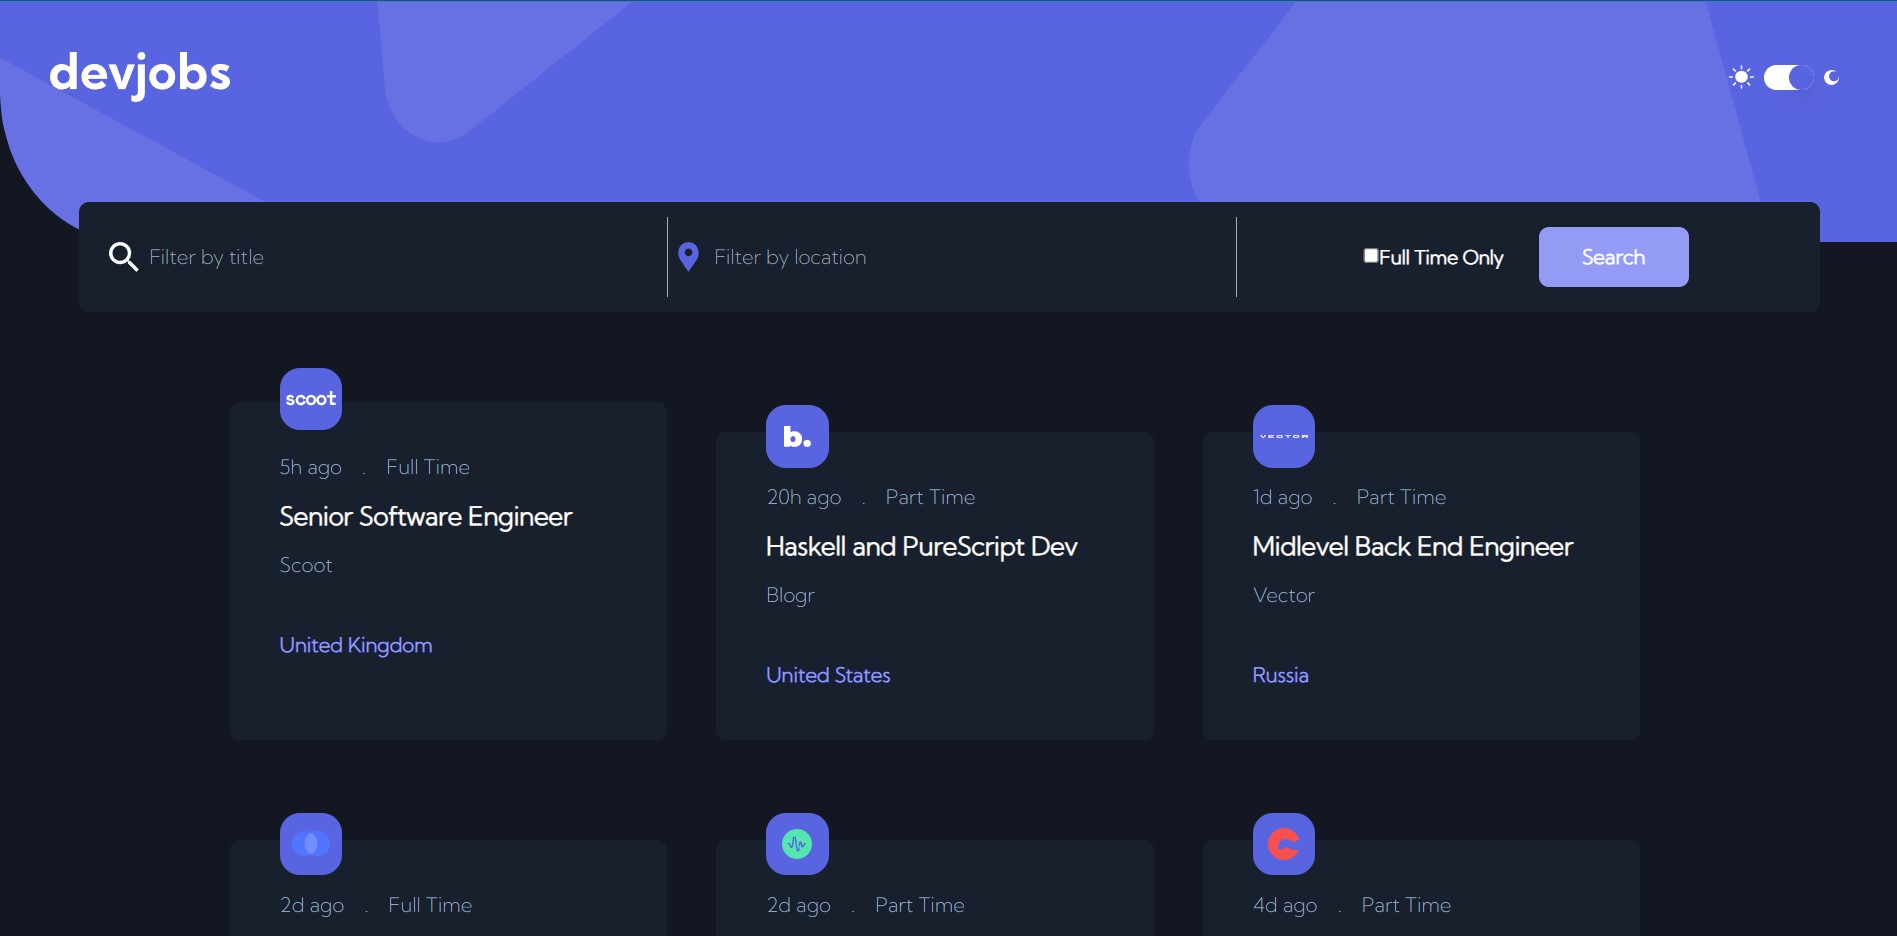 devjobs
Filter by title
Filter by location
Full Time Only
Search
scoot
5h ago . Full Time
Senior Software Engineer
Scoot
United Kingdom
b.
20h ago . Part Time
Haskell and PureScript Dev
Blogr
United States
VECTOR
1d ago . Part Time
Midlevel Back End Engineer
Vector
Russia
2d ago . Full Time
2d ago . Part Time
4d ago . Part Time